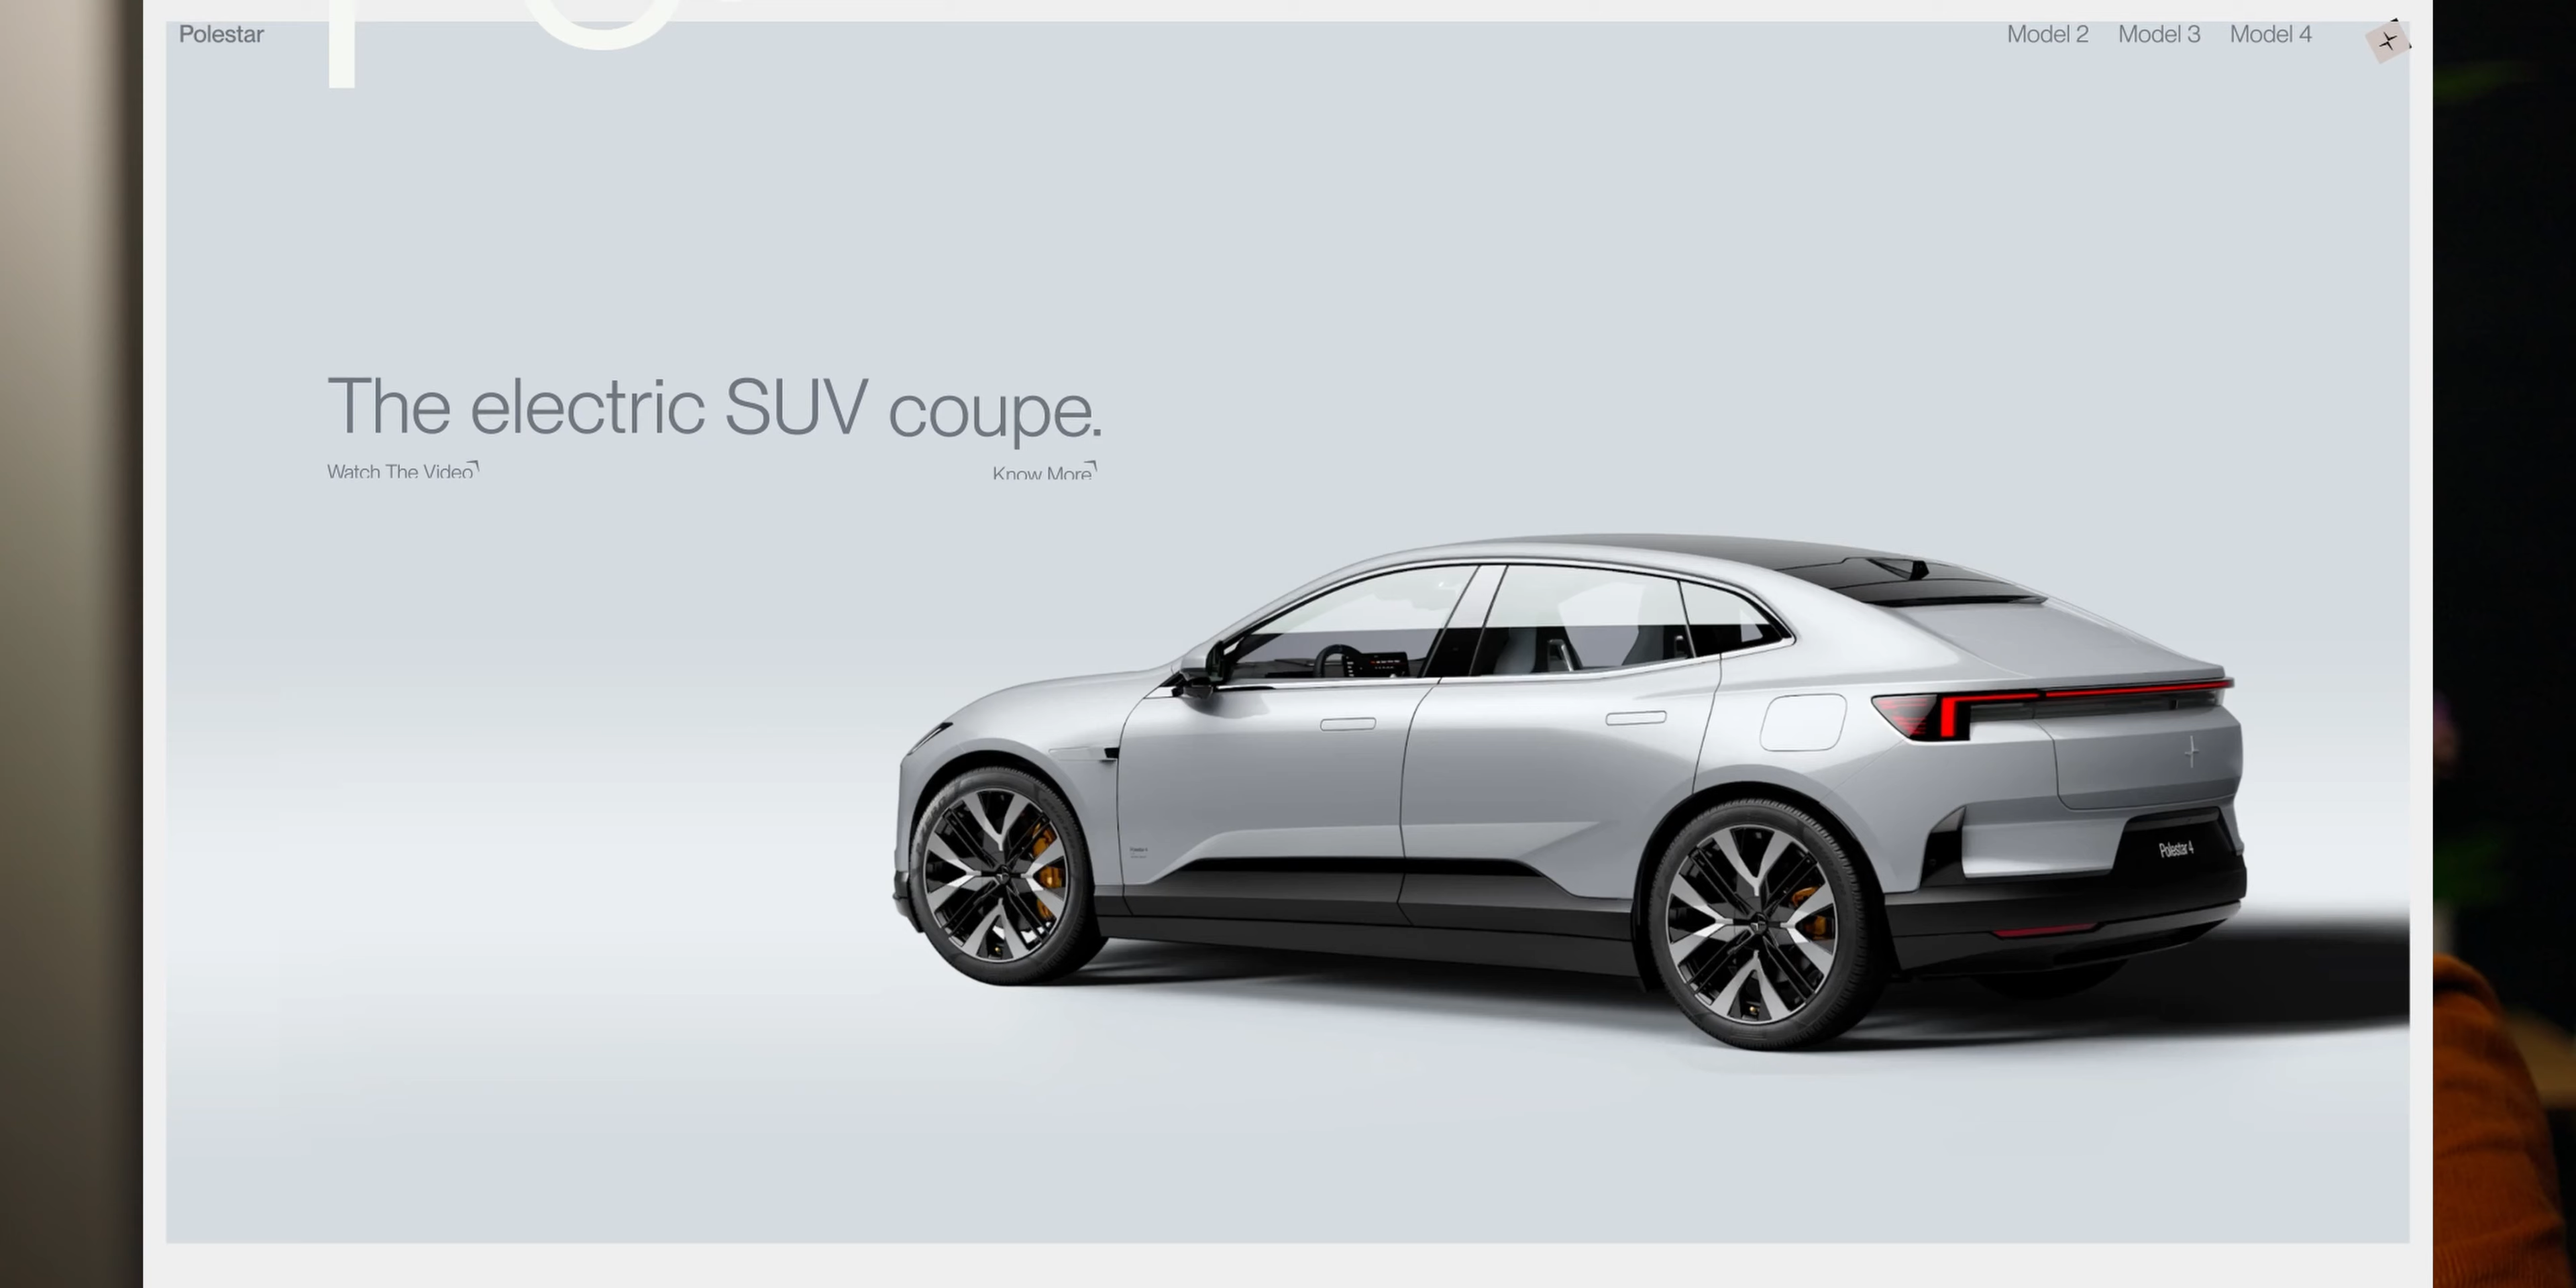 Polestar
Model 2
Model 3
Model 4
The electric SUV coupe.
Watch The Video
Know More
Polestar 4